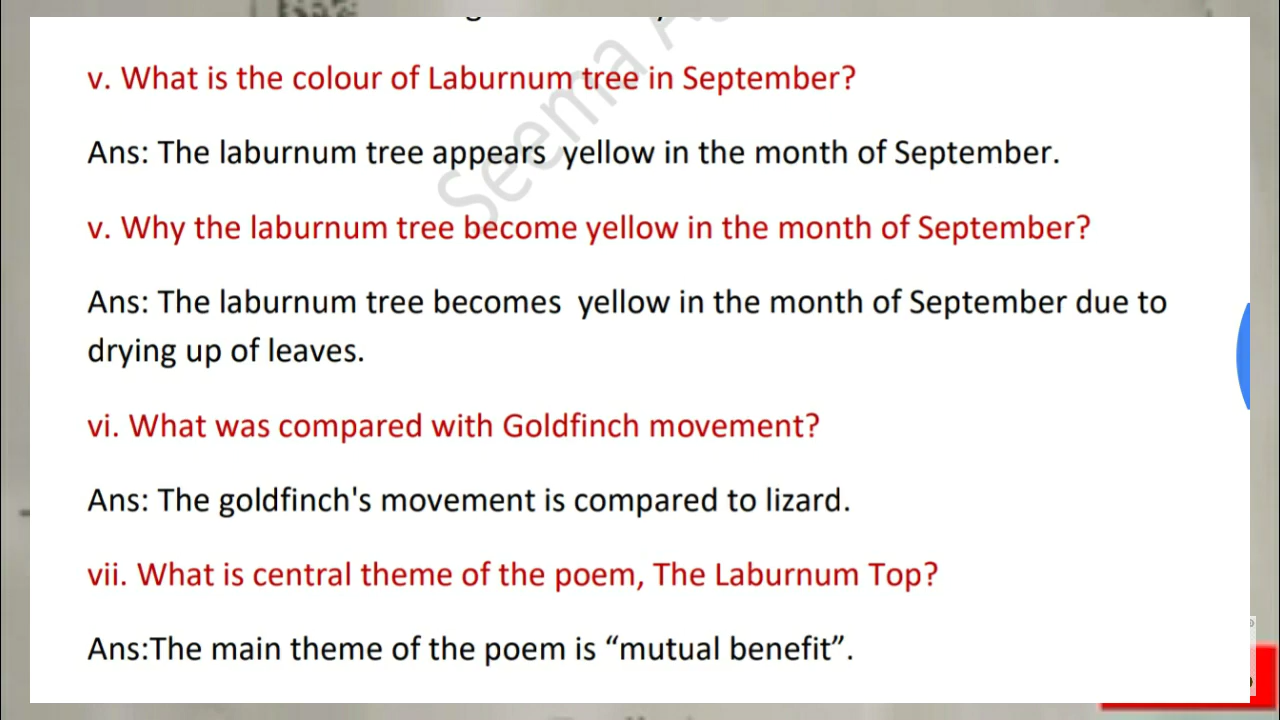 v. What is the colour of Laburnum tree in September?
Ans: The laburnum tree appears  yellow in the month of September.
v. Why the laburnum tree become yellow in the month of September?
Ans: The laburnum tree becomes  yellow in the month of September due to
drying up of leaves.
vi. What was compared with Goldfinch movement?
Ans: The goldfinch's movement is compared to lizard.
vii. What is central theme of the poem, The Laburnum Top?
Ans:The main theme of the poem is “mutual benefit”.
Seema